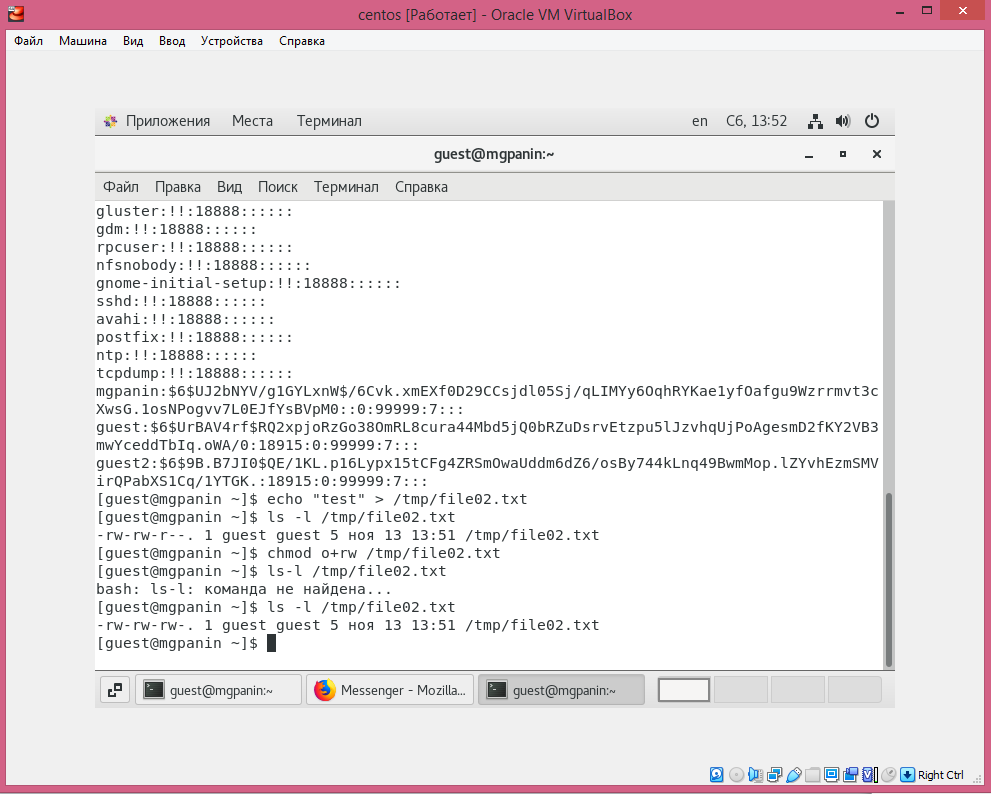 centos [Работает] - Oracle VM VirtualBox
Файл Машина Вид Ввод Устройства Справка
Приложения Места Терминал en Сб, 13:52
guest@mgpanin:~
Файл Правка Вид Поиск Терминал Справка
gluster:!!:18888::::::
gdm:!!:18888::::::
rpcuser:!!:18888::::::
nfsnobody:!!:18888::::::
gnome-initial-setup:!!:18888::::::
sshd:!!:18888::::::
avahi:!!:18888::::::
postfix:!!:18888::::::
ntp:!!:18888::::::
tcpdump:!!:18888::::::
mgpanin:$6$UJ2bNYV/g1GYLxnW$/6Cvk.xmEXf0D29CCsjdl05Sj/qLIMYy6OqhRYKae1yfOafgu9Wzrrmvt3c
XwsG.1osNPogvv7L0EJfYsBVpM0::0:99999:7:::
guest:$6$UrBAV4rf$RQ2xpjoRzGo38OmRL8cura44Mbd5jQ0bRZuDsrvEtzpu5lJzvhqUjPoAgesmD2fKY2VB3
mwYceddTbIq.oWA/0:18915:0:99999:7:::
guest2:$6$9B.B7JI0$QE/1KL.p16Lypx15tCFg4ZRSmOwaUddm6dZ6/osBy744kLnq49BwmMop.lZYvhEzmSMV
irQPabXS1Cq/1YTGK.:18915:0:99999:7:::
[guest@mgpanin ~]$ echo "test" > /tmp/file02.txt
[guest@mgpanin ~]$ ls -l /tmp/file02.txt
-rw-rw-r--. 1 guest guest 5 ноя 13 13:51 /tmp/file02.txt
[guest@mgpanin ~]$ chmod o+rw /tmp/file02.txt
[guest@mgpanin ~]$ ls-l /tmp/file02.txt
bash: ls-l: команда не найдена...
[guest@mgpanin ~]$ ls -l /tmp/file02.txt
-rw-rw-rw-. 1 guest guest 5 ноя 13 13:51 /tmp/file02.txt
[guest@mgpanin ~]$
guest@mgpanin:~ Messenger - Mozilla... guest@mgpanin:~
Right Ctrl